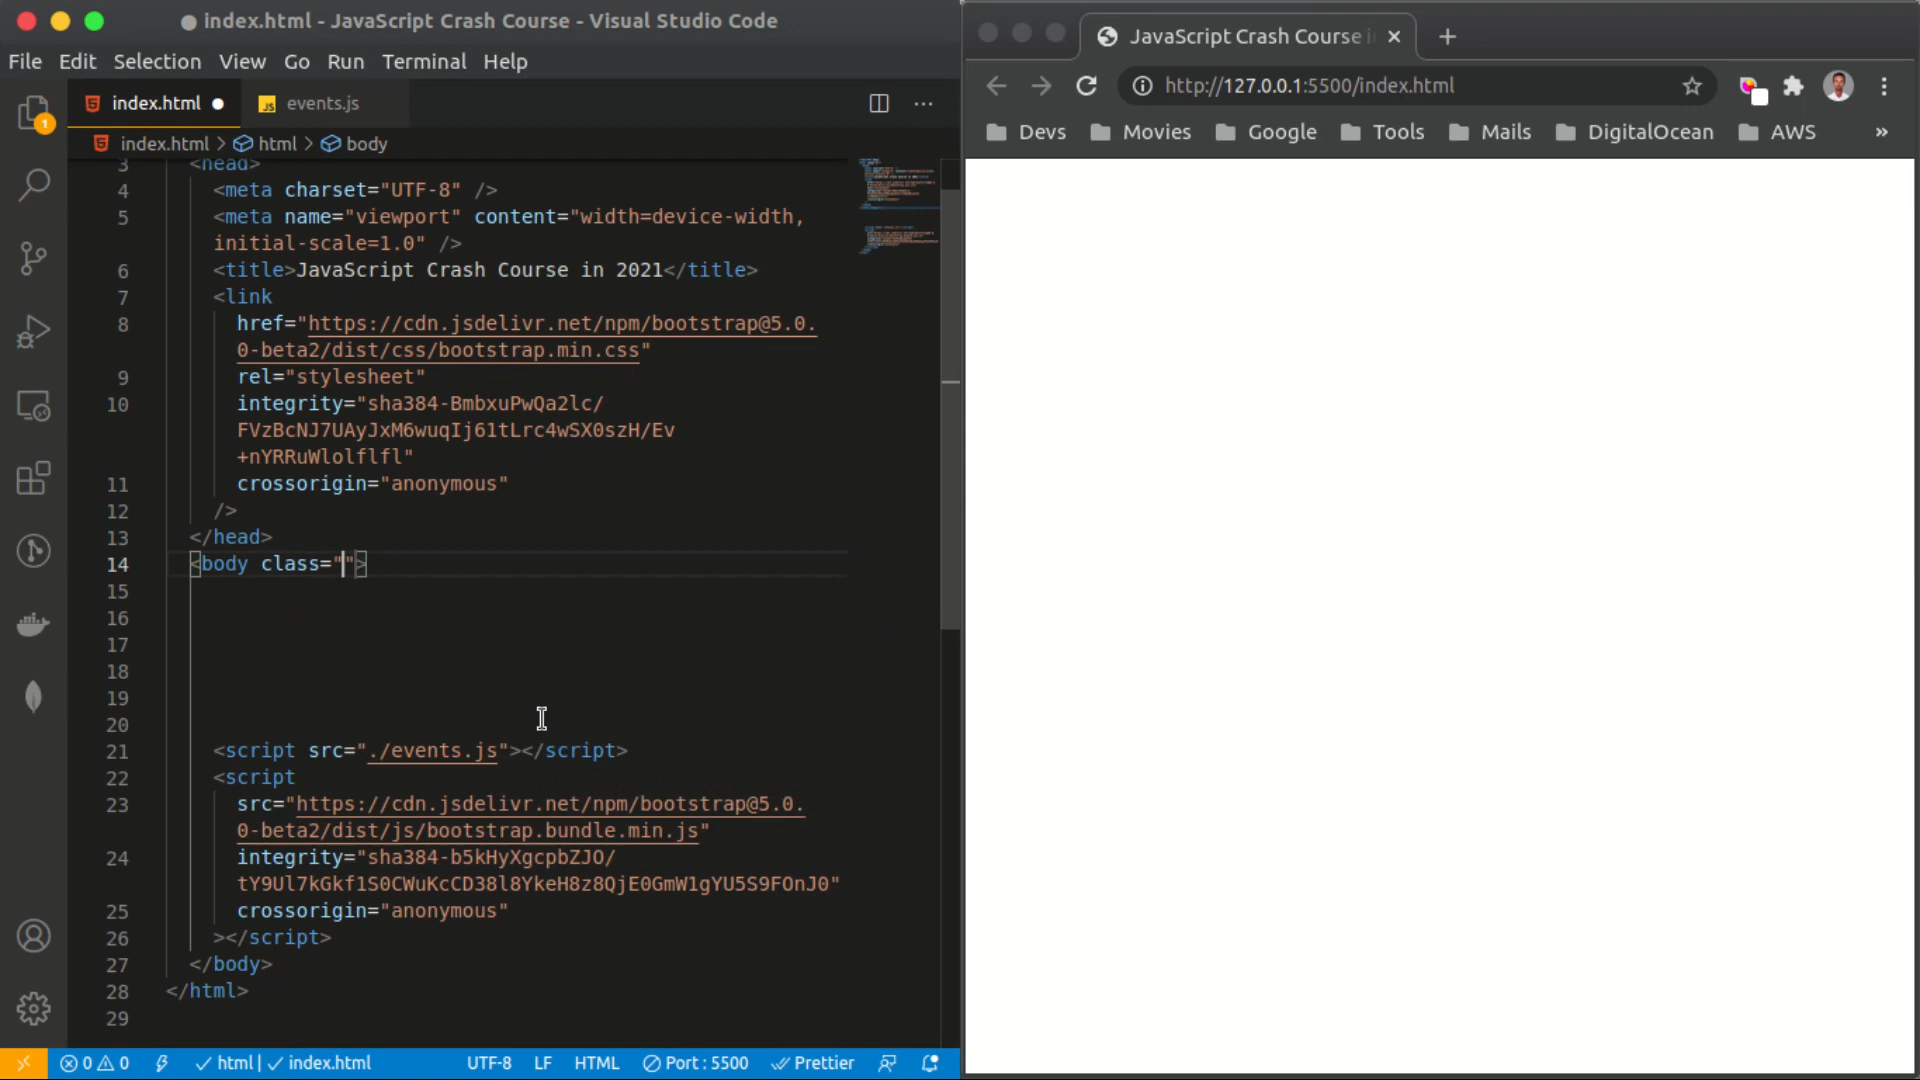 index.html - JavaScript Crash Course - Visual Studio Code
File Edit Selection View Go Run Terminal Help
index.html JS events.js
index.html > html > body
3 <head>
4 <meta charset="UTF-8" />
5 <meta name="viewport" content="width=device-width,
initial-scale=1.0" />
6 <title>JavaScript Crash Course in 2021</title>
7 <link
8 href="https://cdn.jsdelivr.net/npm/bootstrap@5.0.
0-beta2/dist/css/bootstrap.min.css"
9 rel="stylesheet"
10 integrity="sha384-BmbxuPwQa2lc/
FVzBcNJ7UAyJxM6wuqIj61tLrc4wSX0szH/Ev
+nYRRuWlolflfl"
11 crossorigin="anonymous"
12 />
13 </head>
14 <body class="">
15
16
17
18
19
20
21 <script src="./events.js"></script>
22 <script
23 src="https://cdn.jsdelivr.net/npm/bootstrap@5.0.
0-beta2/dist/js/bootstrap.bundle.min.js"
24 integrity="sha384-b5kHyXgcpbZJO/
tY9Ul7kGkf1S0CWuKcCD38l8YkeH8z8QjE0GmW1gYU5S9FOnJ0"
25 crossorigin="anonymous"
26 ></script>
27 </body>
28 </html>
29
1
0 0 html | index.html UTF-8 LF HTML Port : 5500 Prettier
JavaScript Crash Course i
http://127.0.0.1:5500/index.html
Devs Movies Google Tools Mails DigitalOcean AWS »